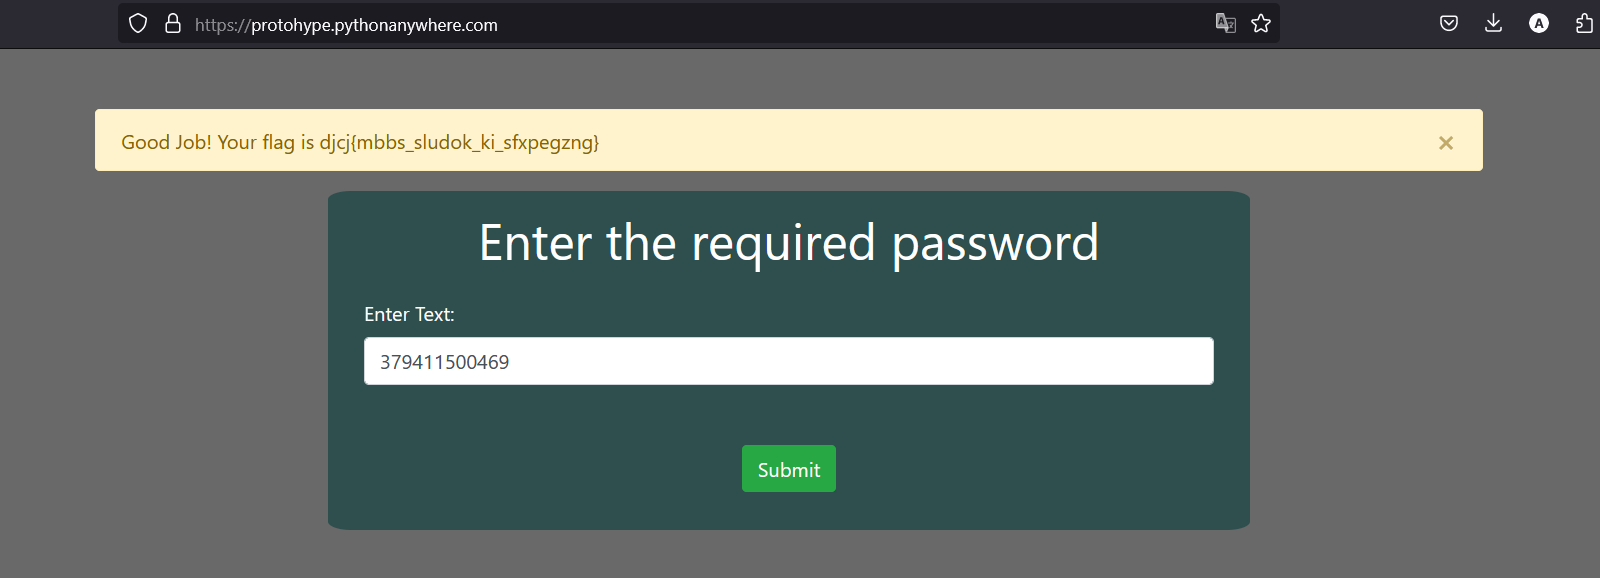 https://protohype.pythonanywhere.com
A
Good Job! Your flag is djcj{mbbs_sludok_ki_sfxpegzng}
×
Enter the required password
Enter Text:
379411500469
Submit